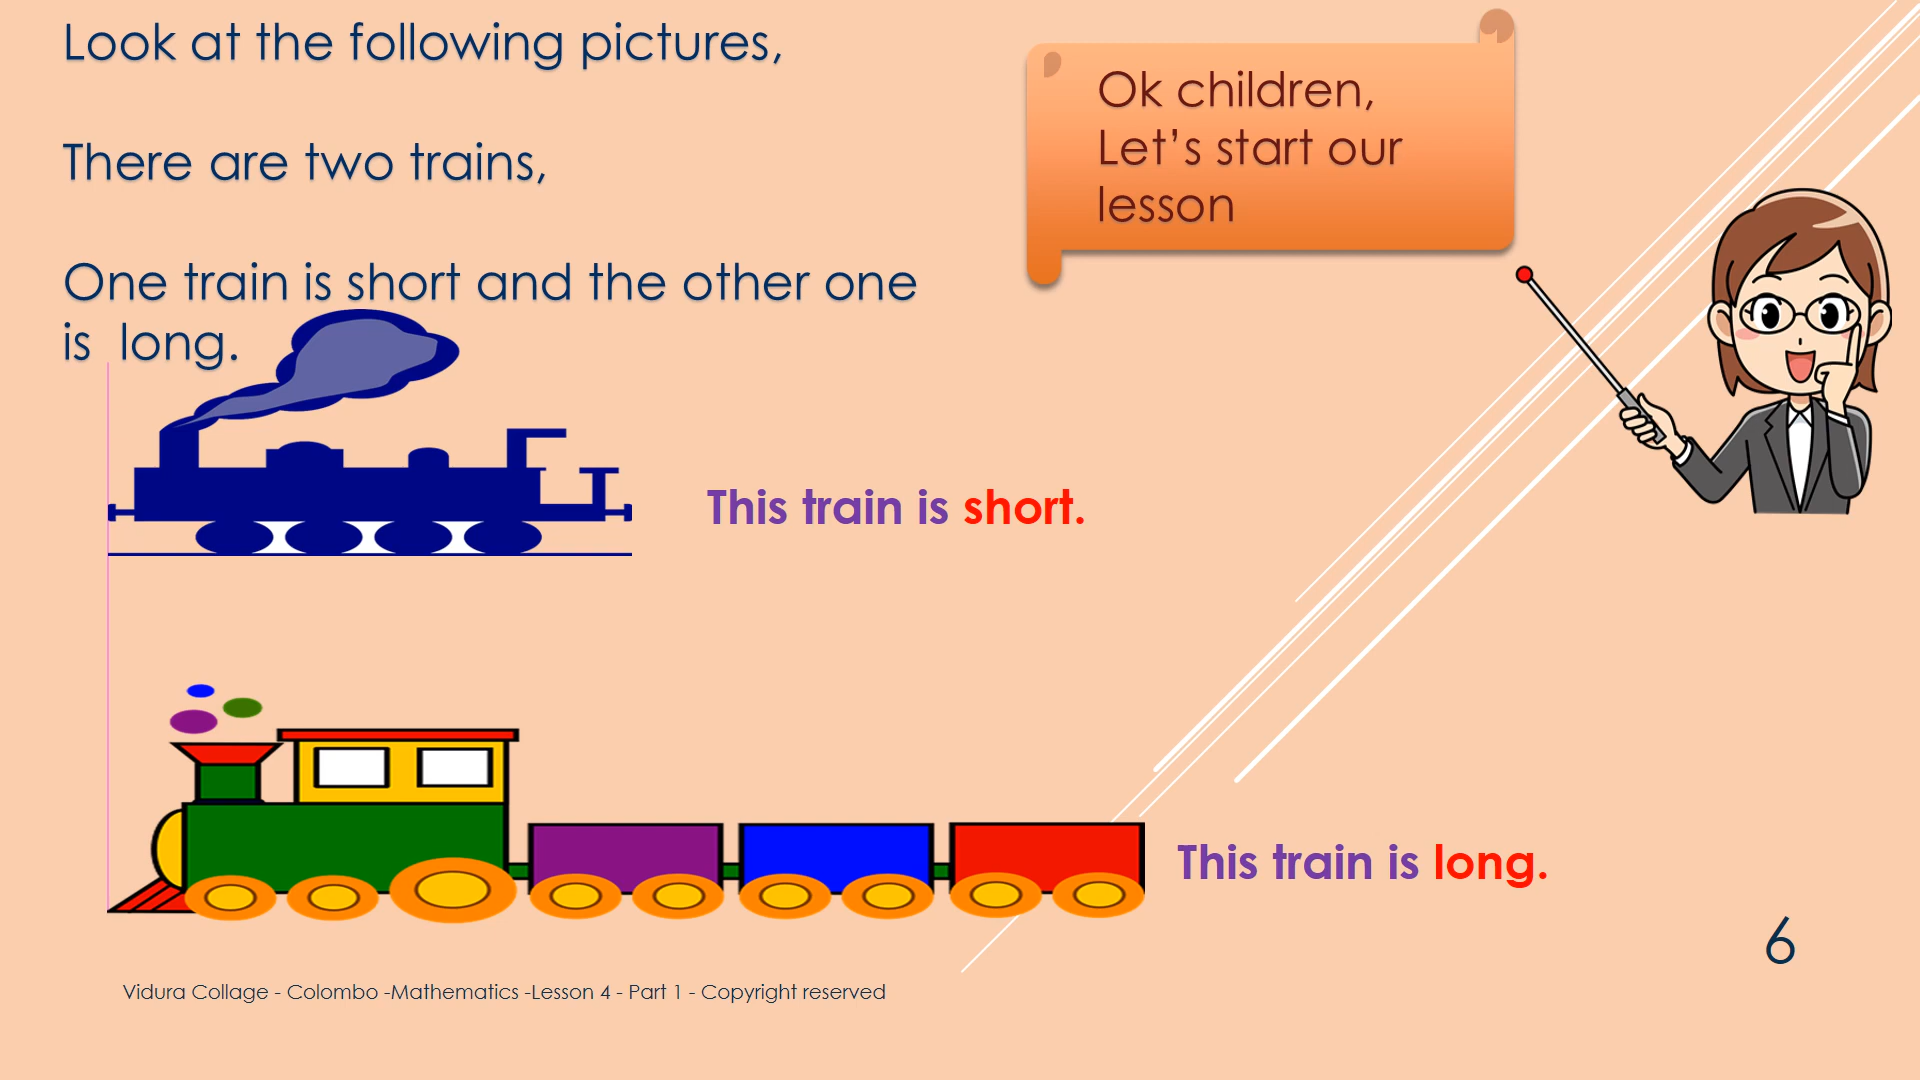 Look at the following pictures,
There are two trains,
One train is short and the other one
is  long.
Ok children,
Let’s start our
lesson
This train is short.
This train is long.
6
Vidura Collage - Colombo -Mathematics -Lesson 4 - Part 1 - Copyright reserved